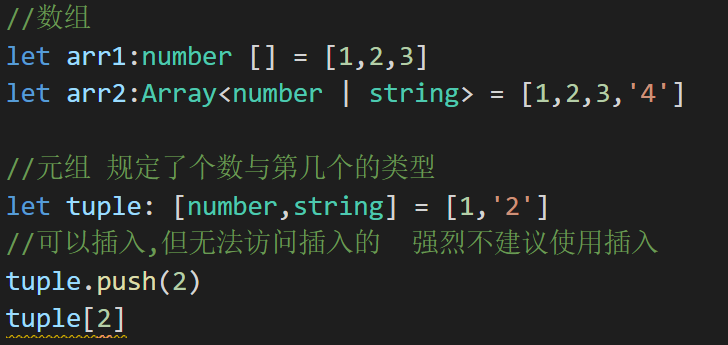 //数组
let arr1:number [] = [1,2,3]
let arr2:Array<number | string> = [1,2,3,'4']
//元组 规定了个数与第几个的类型
let tuple: [number,string] = [1,'2']
//可以插入,但无法访问插入的  强烈不建议使用插入
tuple.push(2)
tuple[2]